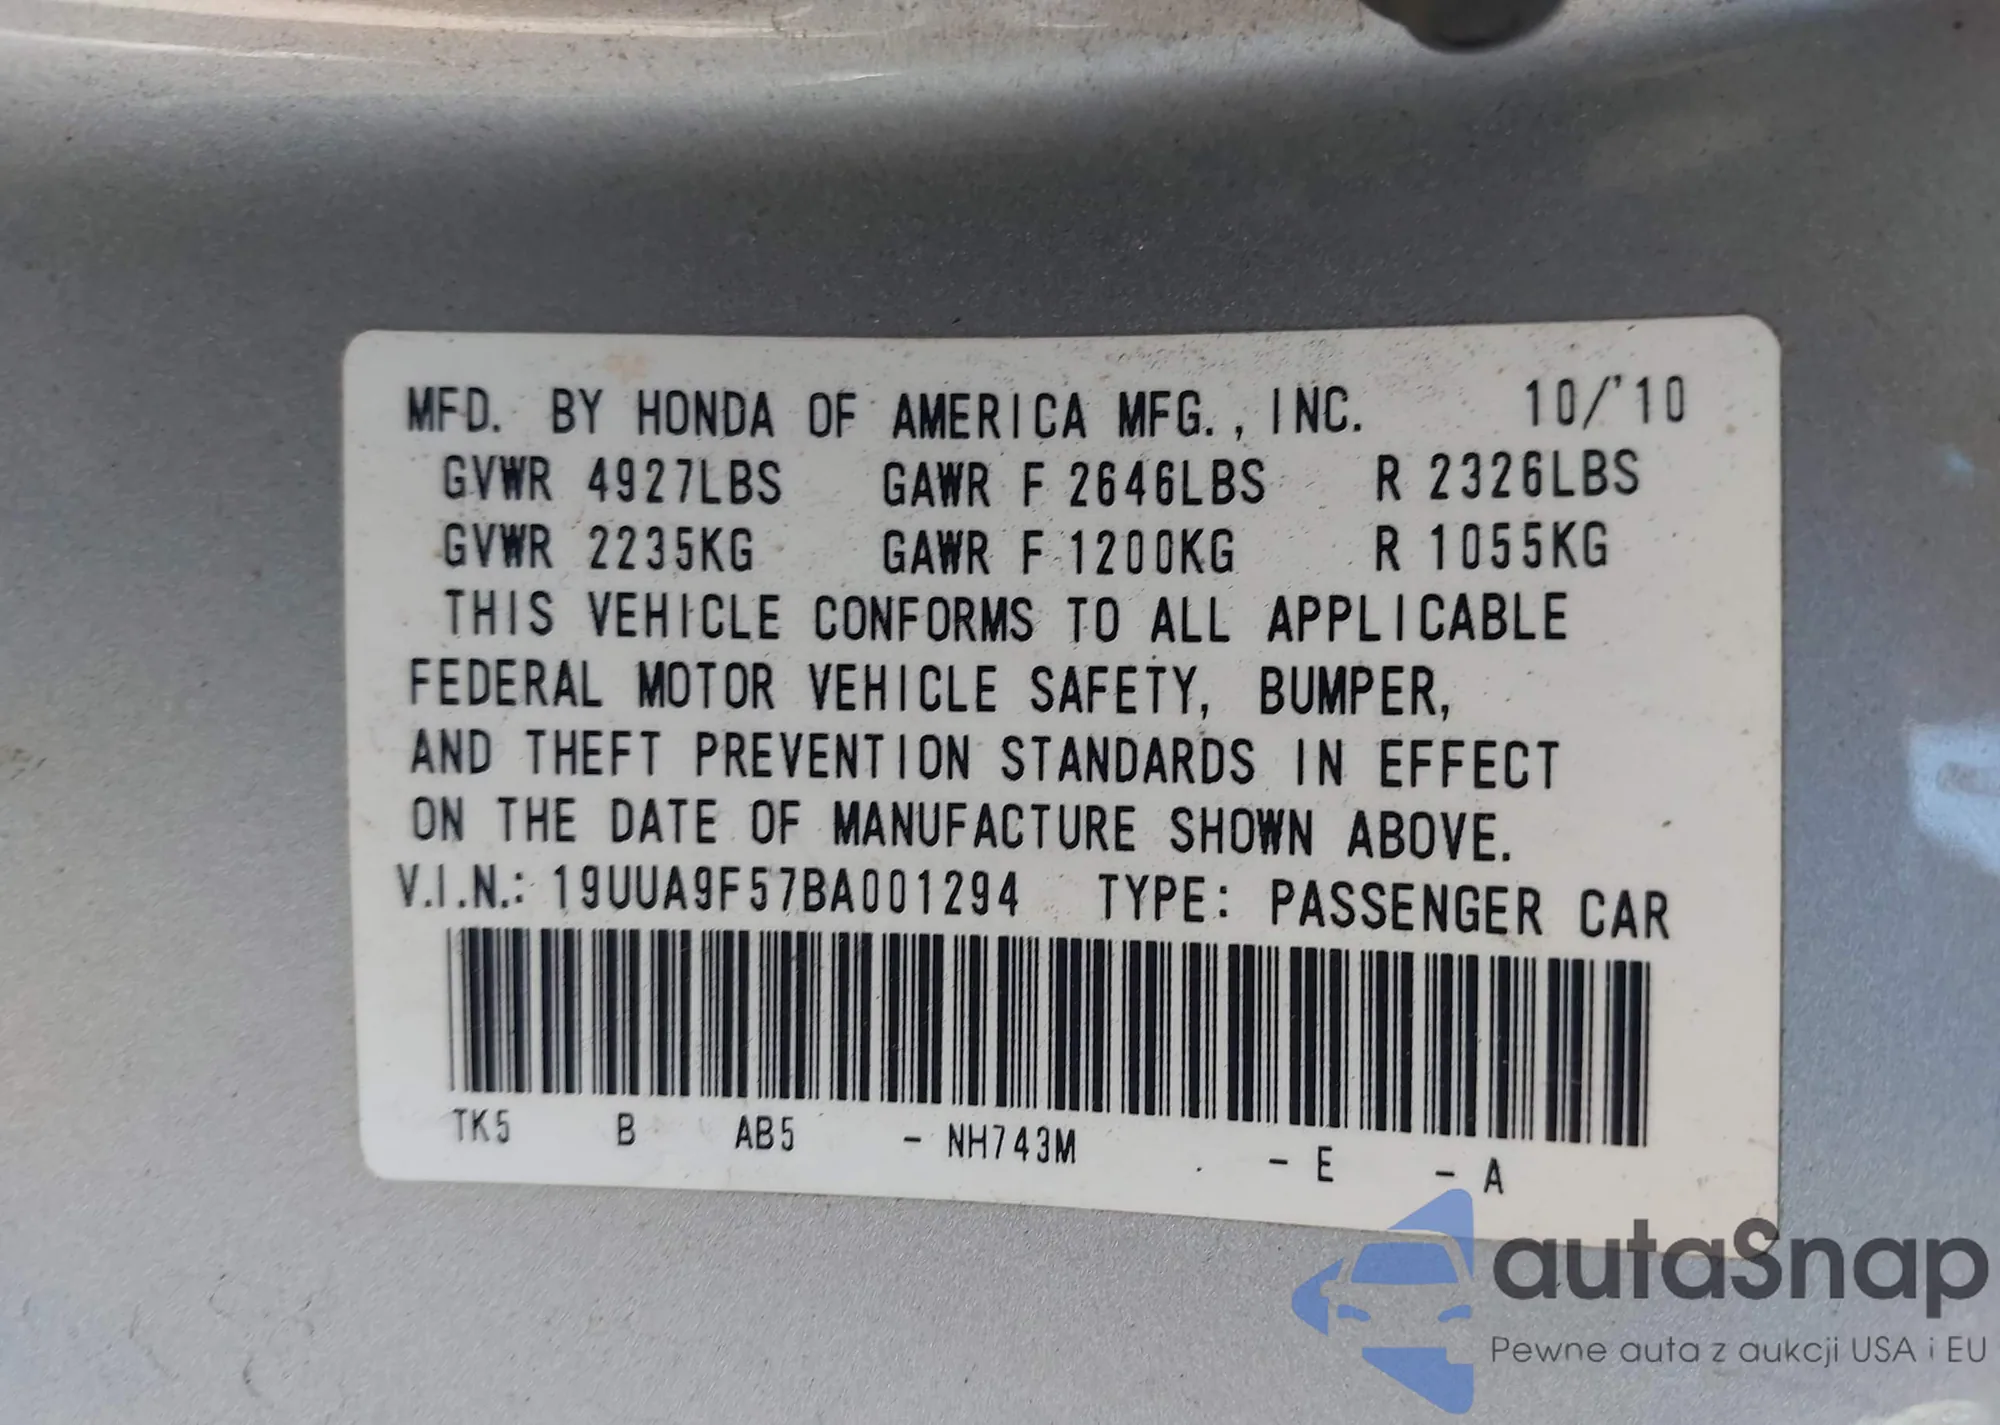 MFD. BY HONDA OF AMERICA MFG., INC. 10/'10
GVWR 4927LBS GAWR F 2646LBS R 2326LBS
GVWR 2235KG GAWR F 1200KG R 1055KG
THIS VEHICLE CONFORMS TO ALL APPLICABLE
FEDERAL MOTOR VEHICLE SAFETY, BUMPER,
AND THEFT PREVENTION STANDARDS IN EFFECT
ON THE DATE OF MANUFACTURE SHOWN ABOVE.
V.I.N.: 19UUA9F57BA001294 TYPE: PASSENGER CAR
TK5 B AB5 - NH743M - E - A
autaSnap
Pewne auta z aukcji USA i EU